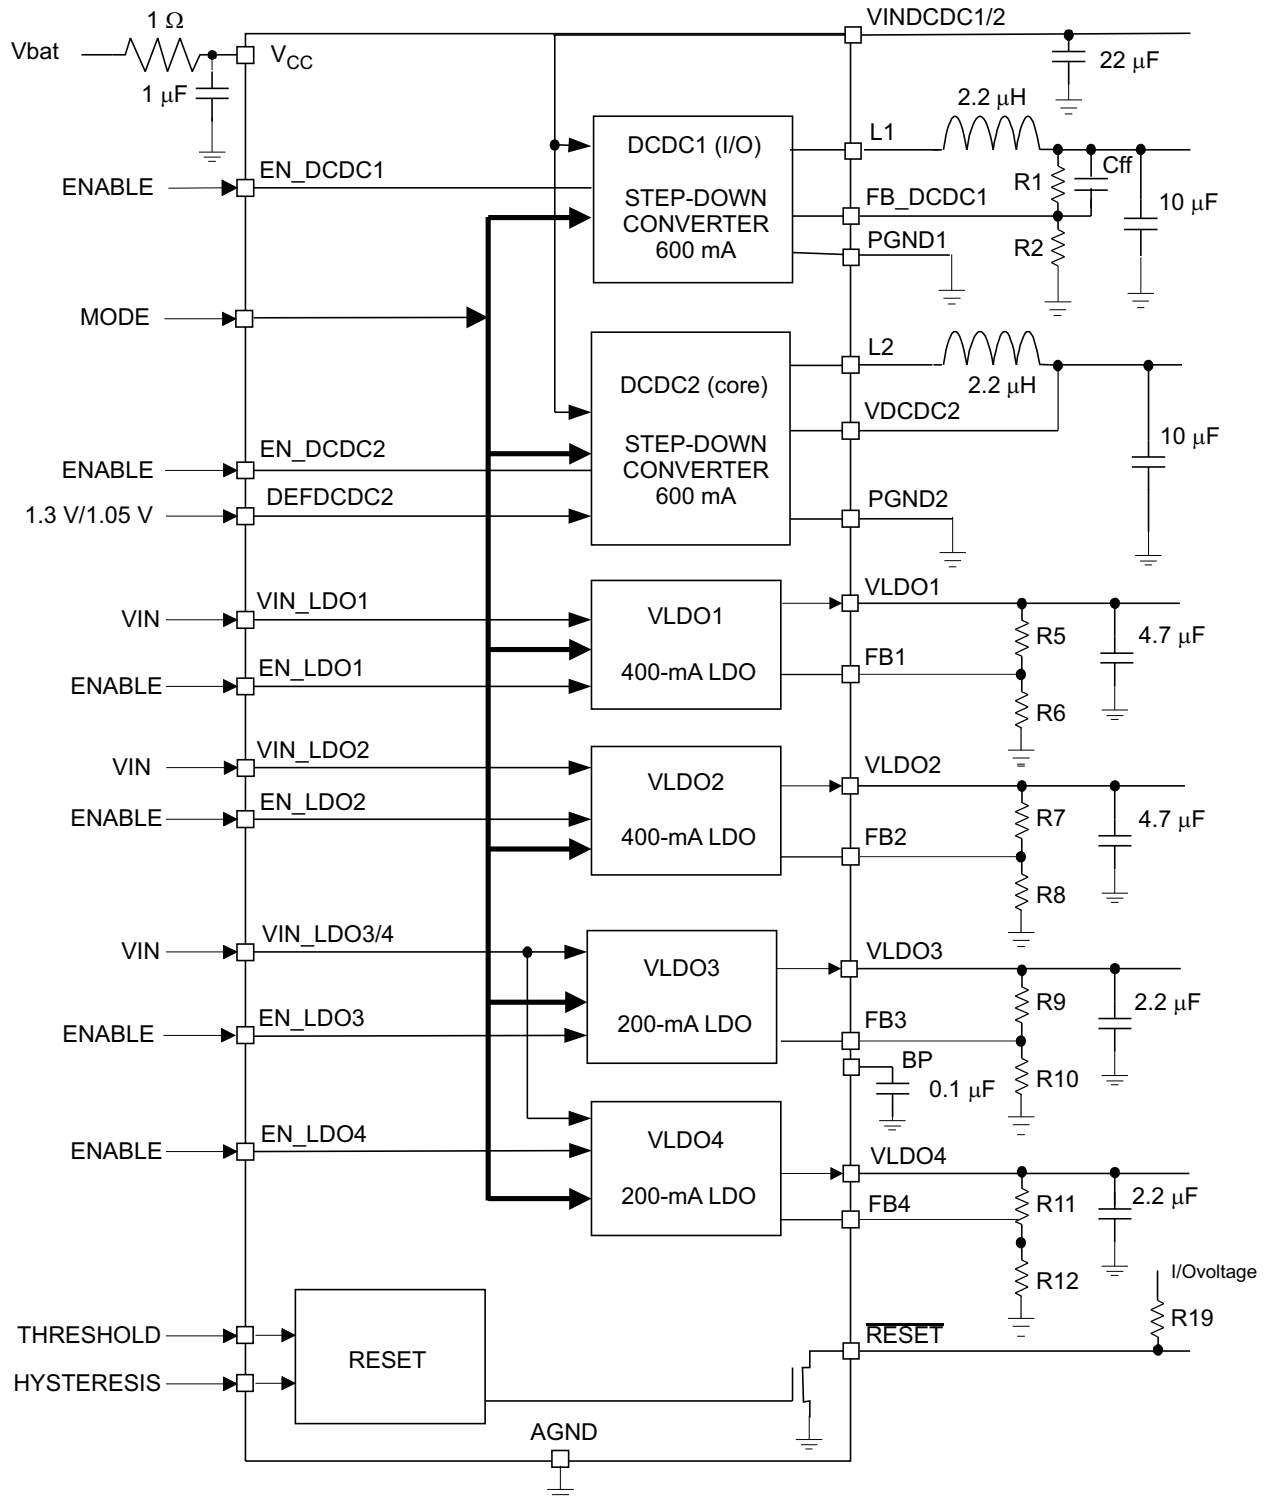 VINDCDC1/2
1 Ω
Vbat
VCC
1 μF
22 μF
2.2 μH
L1
DCDC1 (I/O)
STEP-DOWN
CONVERTER
600 mA
ENABLE
EN_DCDC1
FB_DCDC1
R1
Cff
10 μF
R2
PGND1
MODE
L2
2.2 μH
DCDC2 (core)
STEP-DOWN
CONVERTER
600 mA
VDCDC2
10 μF
ENABLE
EN_DCDC2
1.3 V/1.05 V
DEFDCDC2
PGND2
VIN
VIN_LDO1
VLDO1
400-mA LDO
VLDO1
R5
4.7 μF
ENABLE
EN_LDO1
FB1
R6
VIN
VIN_LDO2
VLDO2
400-mA LDO
VLDO2
R7
4.7 μF
ENABLE
EN_LDO2
FB2
R8
VIN
VIN_LDO3/4
VLDO3
200-mA LDO
VLDO3
R9
2.2 μF
ENABLE
EN_LDO3
FB3
R10
BP
0.1 μF
ENABLE
EN_LDO4
VLDO4
200-mA LDO
VLDO4
R11
2.2 μF
FB4
R12
I/Ovoltage
R19
THRESHOLD
HYSTERESIS
RESET
RESET
AGND